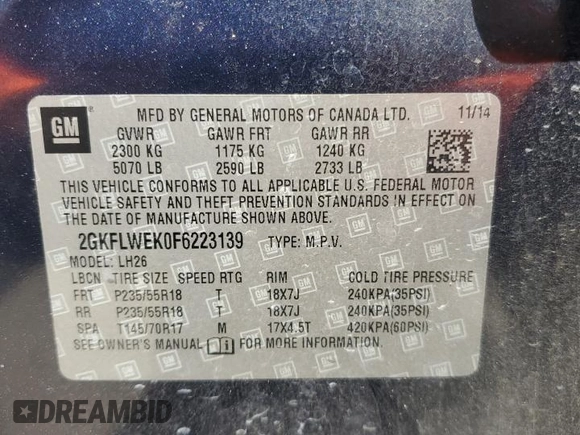 GM
MFD BY GENERAL MOTORS OF CANADA LTD. 11/14
GVWR GAWR FRT GAWR RR
2300 KG 1175 KG 1240 KG
5070 LB 2590 LB 2733 LB
THIS VEHICLE CONFORMS TO ALL APPLICABLE U.S. FEDERAL MOTOR
VEHICLE SAFETY AND THEFT PREVENTION STANDARDS IN EFFECT ON
THE DATE OF MANUFACTURE SHOWN ABOVE.
2GKFLWEK0F6223139 TYPE: M.P.V.
MODEL: LH26
LBCN TIRE SIZE SPEED RTG RIM COLD TIRE PRESSURE
FRT P235/55R18 T 18X7J 240KPA(35PSI)
RR P235/55R18 T 18X7J 240KPA(35PSI)
SPA T145/70R17 M 17X4.5T 420KPA(60PSI)
SEE OWNER'S MANUAL FOR MORE INFORMATION.
DREAMBID